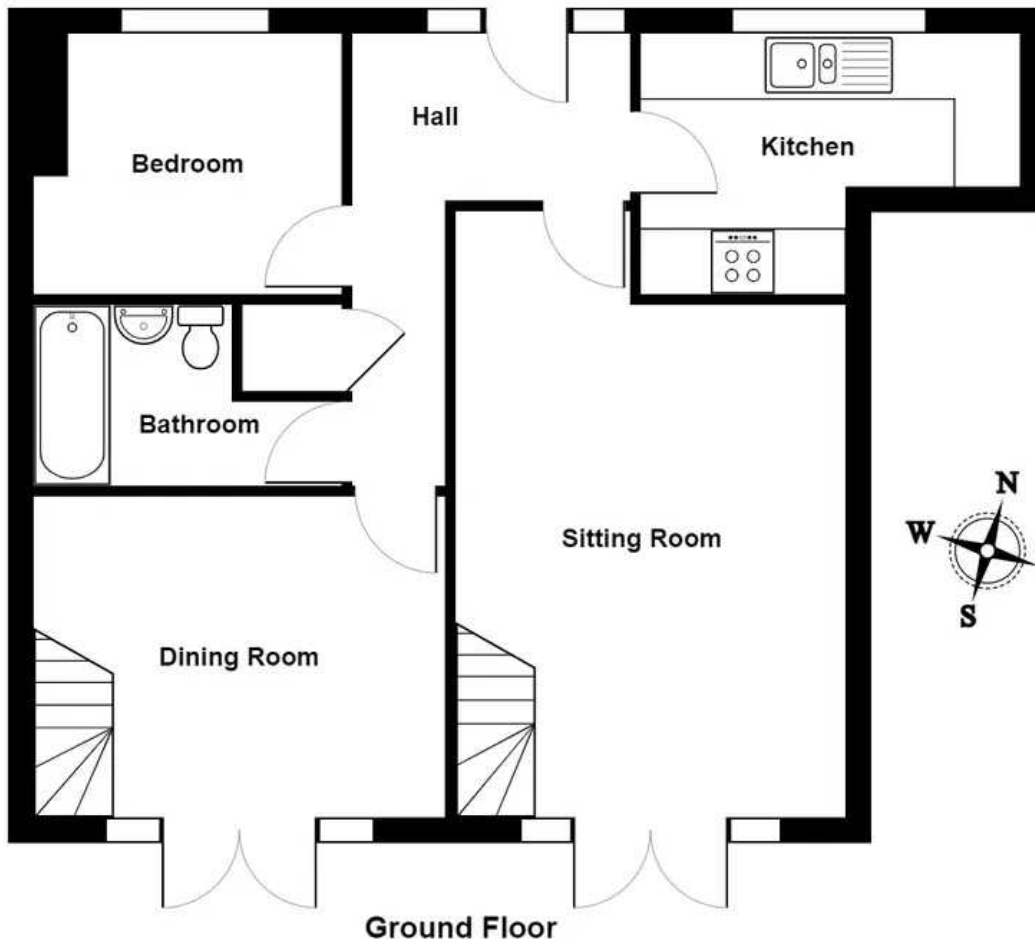 Hall
Kitchen
Bedroom
Bathroom
N
W
S
Sitting Room
Dining Room
Ground Floor